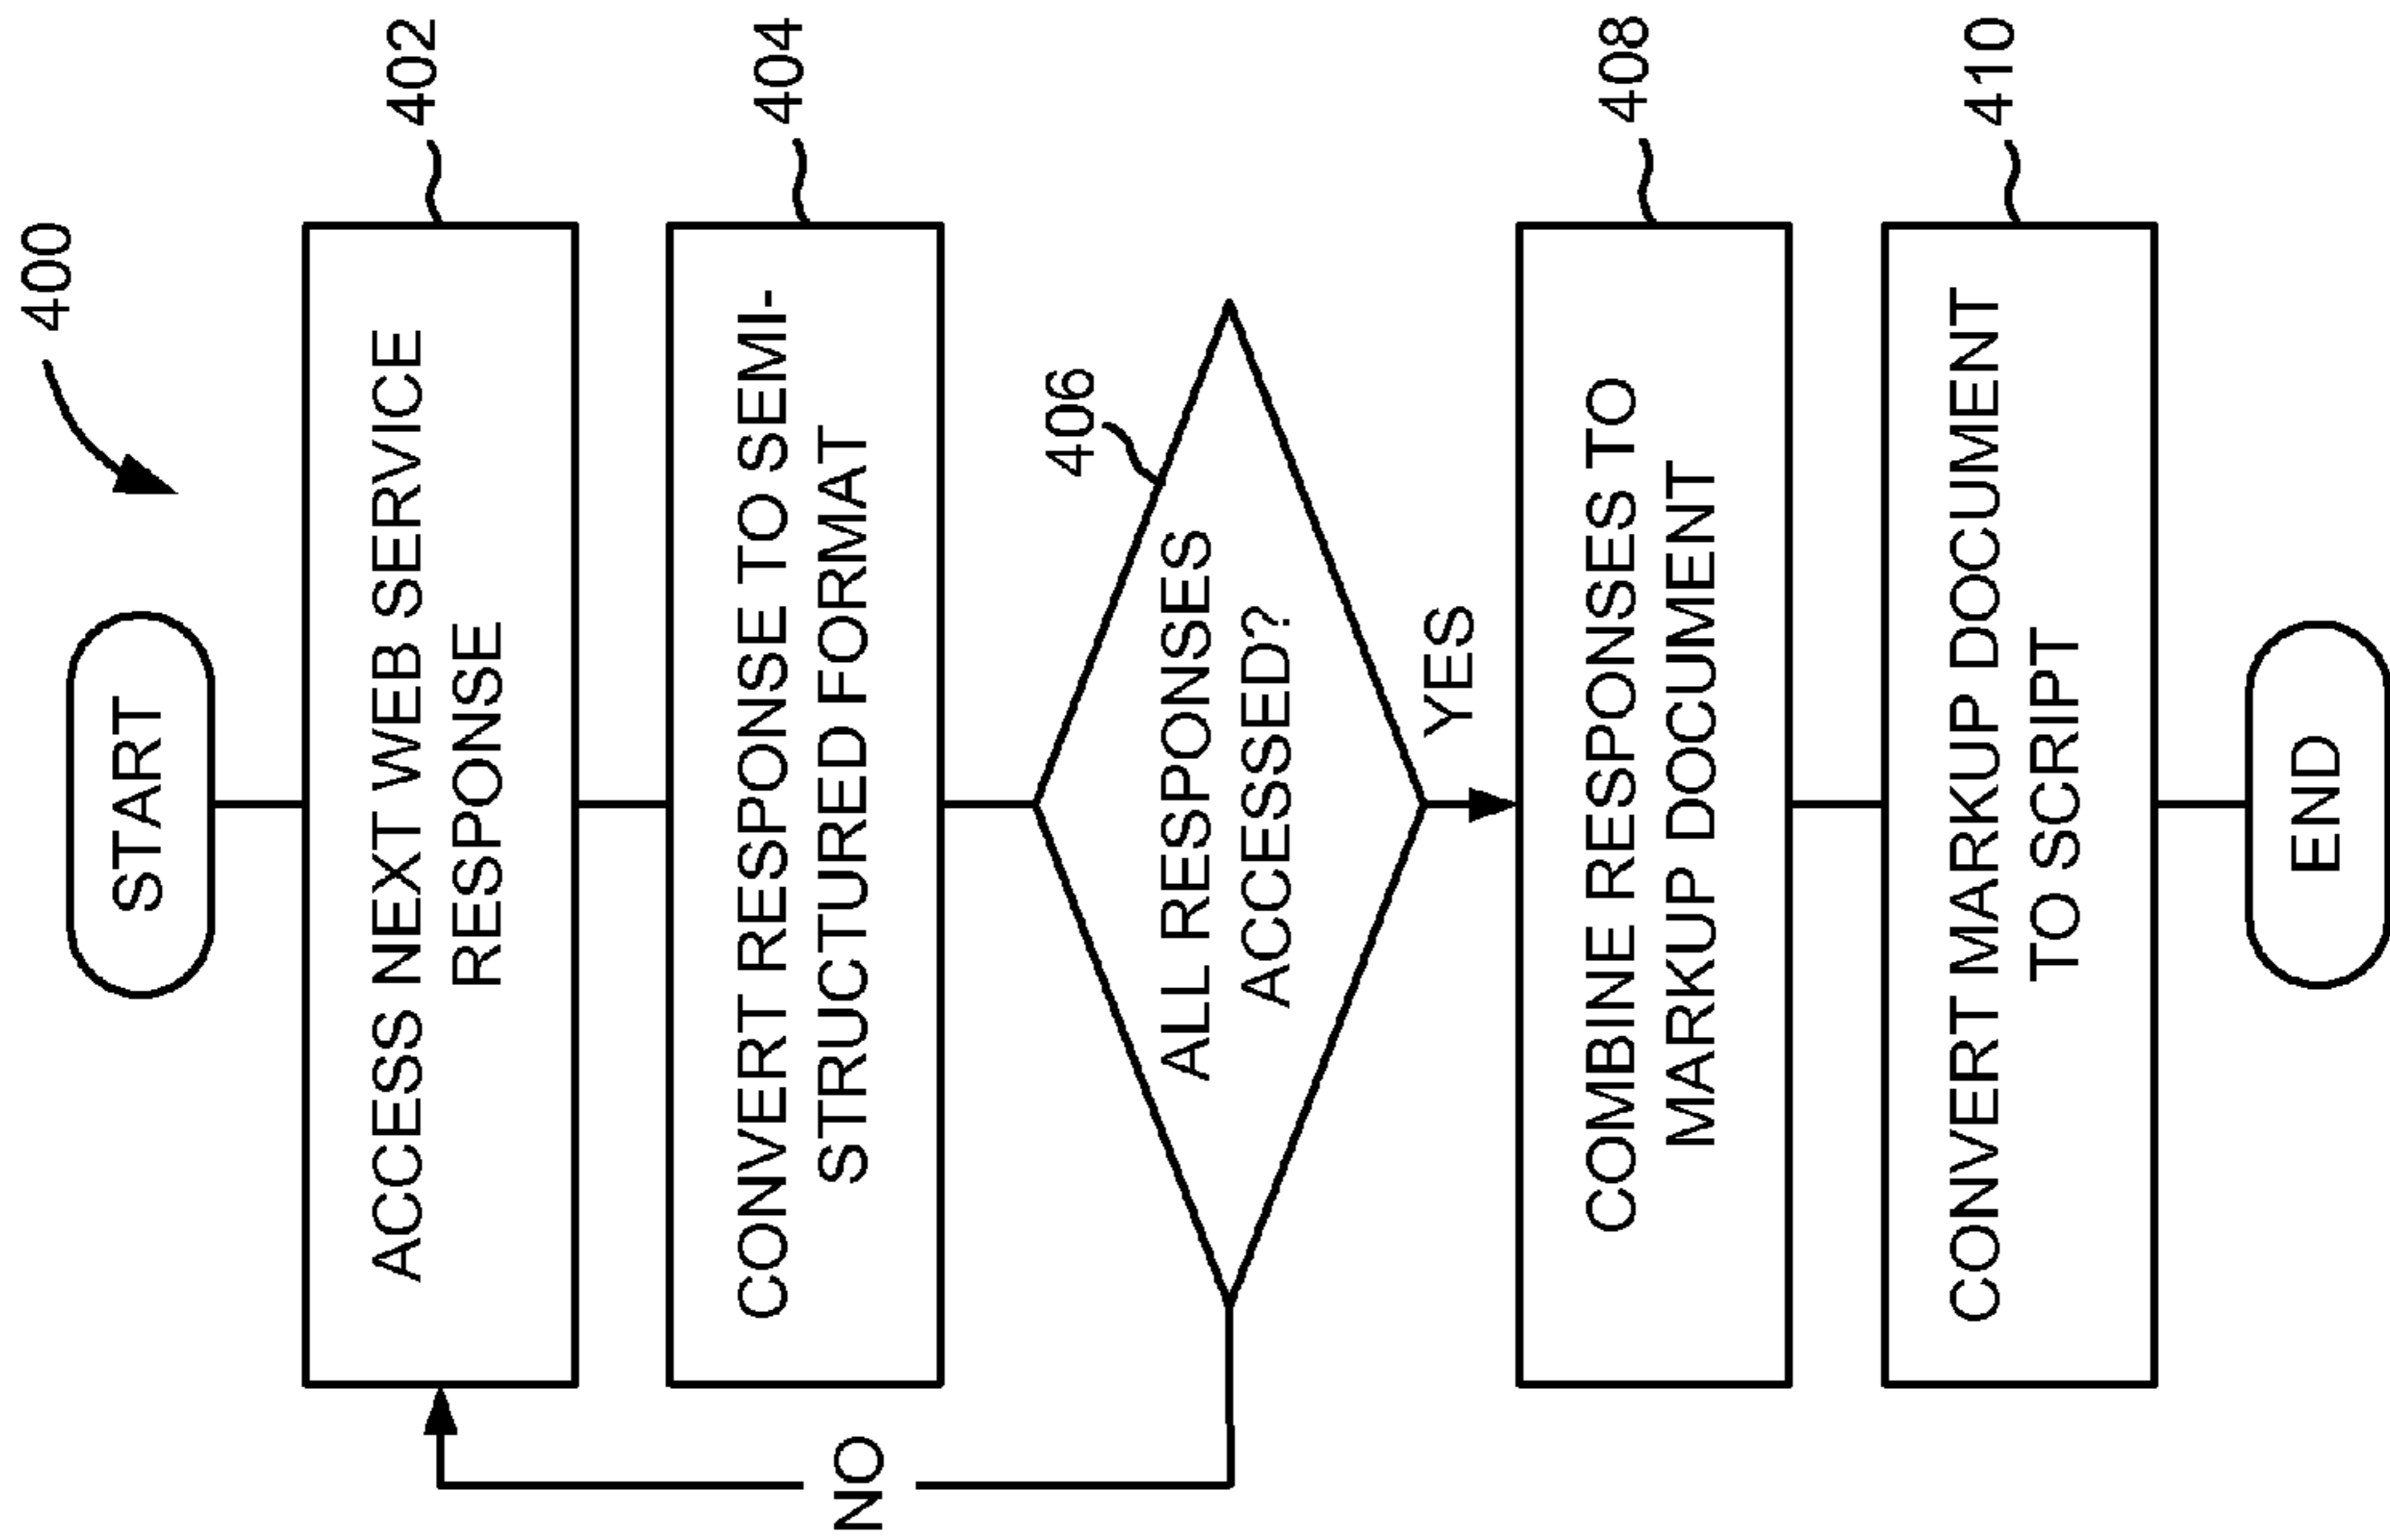 400
START
ACCESS NEXT WEB SERVICE
RESPONSE
402
CONVERT RESPONSE TO SEMI-
STRUCTURED FORMAT
404
406
ALL RESPONSES
ACCESSED?
NO
YES
COMBINE RESPONSES TO
MARKUP DOCUMENT
408
CONVERT MARKUP DOCUMENT
TO SCRIPT
410
END